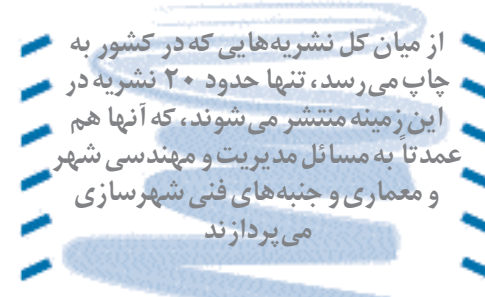 از میان کل نشریه‌هایی که در کشور به
چاپ می‌رسد، تنها حدود ۲۰ نشریه در
این زمینه منتشر می‌شوند، که آنها هم
عمدتاً به مسائل مدیریت و مهندسی شهر
و معماری و جنبه‌های فنی شهرسازی
می‌پردازند